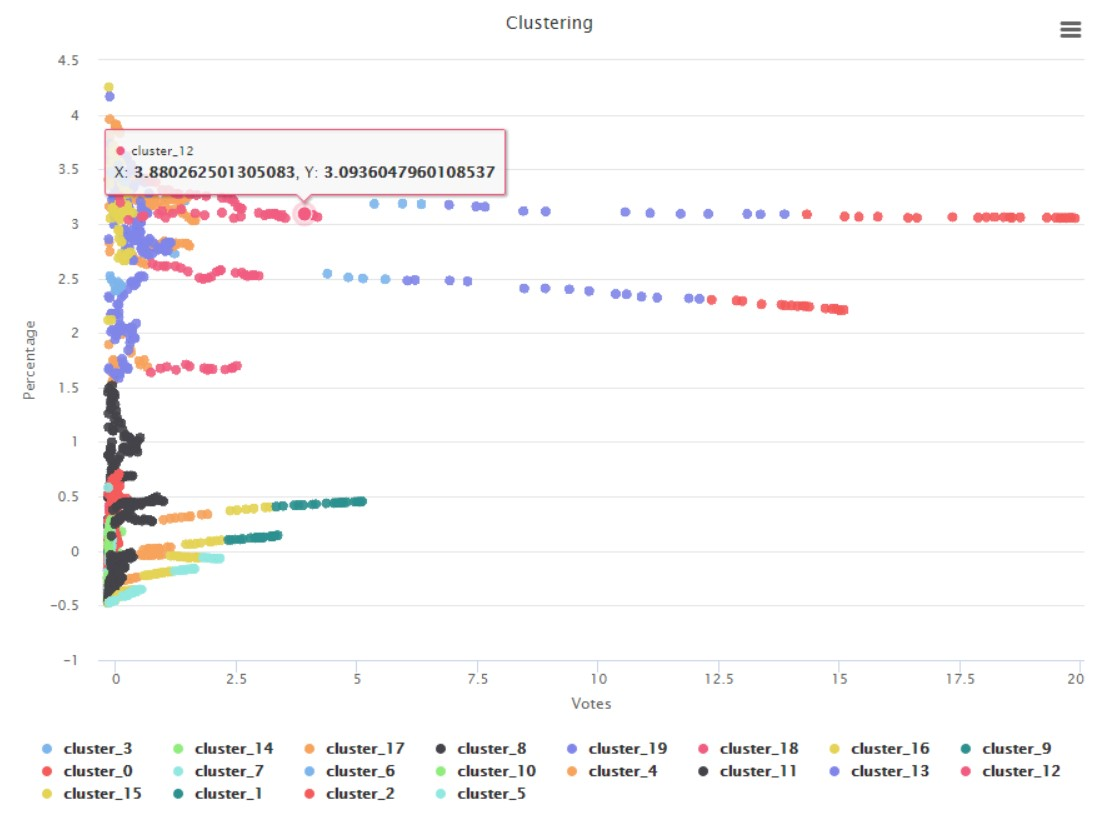 Clustering
4.5
4
cluster_12
3.5
X: 3.880262501305083, Y: 3.0936047960108537
3
2.5
2
Percentage
1.5
1
0.5
0
-0.5
-1
0 2.5 5 7.5 10 12.5 15 17.5 20
Votes
cluster_3 cluster_14 cluster_17 cluster_8 cluster_19 cluster_18 cluster_16 cluster_9
cluster_0 cluster_7 cluster_6 cluster_10 cluster_4 cluster_11 cluster_13 cluster_12
cluster_15 cluster_1 cluster_2 cluster_5